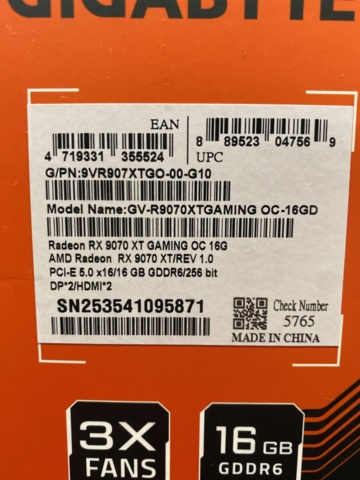 GIGABYTE
EAN
4 719331 355524
8 89523 04756 9
UPC
G/PN:9VR907XTGO-00-G10
Model Name:GV-R9070XTGAMING OC-16GD
Radeon RX 9070 XT GAMING OC 16G
AMD Radeon RX 9070 XT/REV 1.0
PCI-E 5.0 x16/16 GB GDDR6/256 bit
DP*2/HDMI*2
SN253541095871
Check Number
5765
MADE IN CHINA
3X
FANS
16 GB
GDDR6